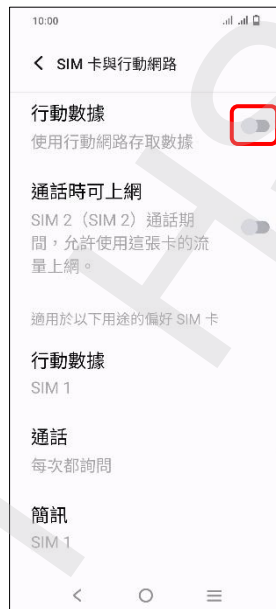 10:00
SIM 卡與行動網路
行動數據
使用行動網路存取數據
通話時可上網
SIM 2（SIM 2）通話期
間，允許使用這張卡的流
量上網。
適用於以下用途的偏好 SIM 卡
行動數據
SIM 1
通話
每次都詢問
簡訊
SIM 1